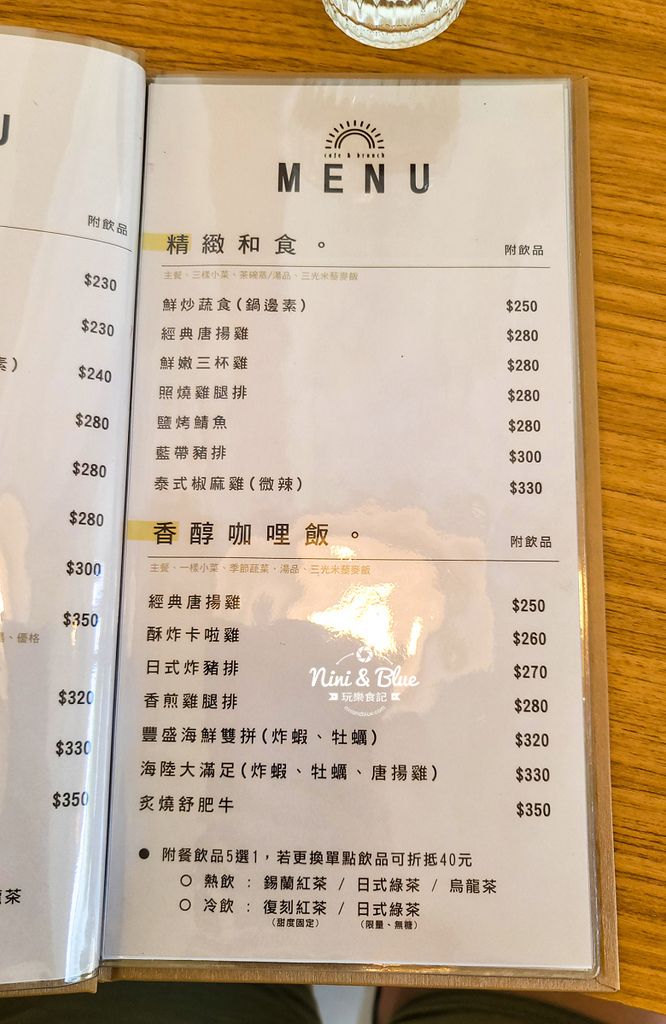 U
附飲品
$230
$230
素)
$240
$280
$280
$280
$300
$350
、優格
$320
$330
$350
茶
cafe & brunch
MENU
精緻和食。 附飲品
主餐、三樣小菜、茶碗蒸/湯品、三光米藜麥飯
鮮炒蔬食(鍋邊素) $250
經典唐揚雞 $280
鮮嫩三杯雞 $280
照燒雞腿排 $280
鹽烤鯖魚 $280
藍帶豬排 $300
泰式椒麻雞(微辣) $330
香醇咖哩飯。 附飲品
主餐、一樣小菜、季節蔬菜、湯品、三光米藜麥飯
經典唐揚雞 $250
酥炸卡啦雞 $260
日式炸豬排 $270
香煎雞腿排 $280
豐盛海鮮雙拼(炸蝦、牡蠣) $320
海陸大滿足(炸蝦、牡蠣、唐揚雞) $330
炙燒舒肥牛 $350
Nini & Blue
玩樂食記
niniandblue.com
● 附餐飲品5選1,若更換單點飲品可折抵40元
○ 熱飲 : 錫蘭紅茶 / 日式綠茶 / 烏龍茶
○ 冷飲 : 復刻紅茶 / 日式綠茶
(甜度固定) (限量、無糖)